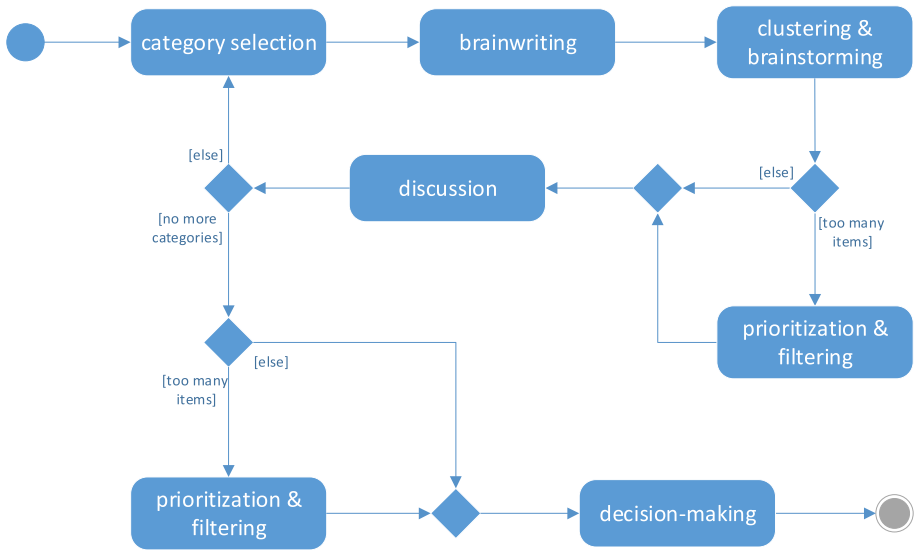 category selection
brainwriting
clustering &
brainstorming
[else]
discussion
[else]
[no more
categories]
[too many
items]
prioritization &
filtering
[else]
[too many
items]
prioritization &
filtering
decision-making